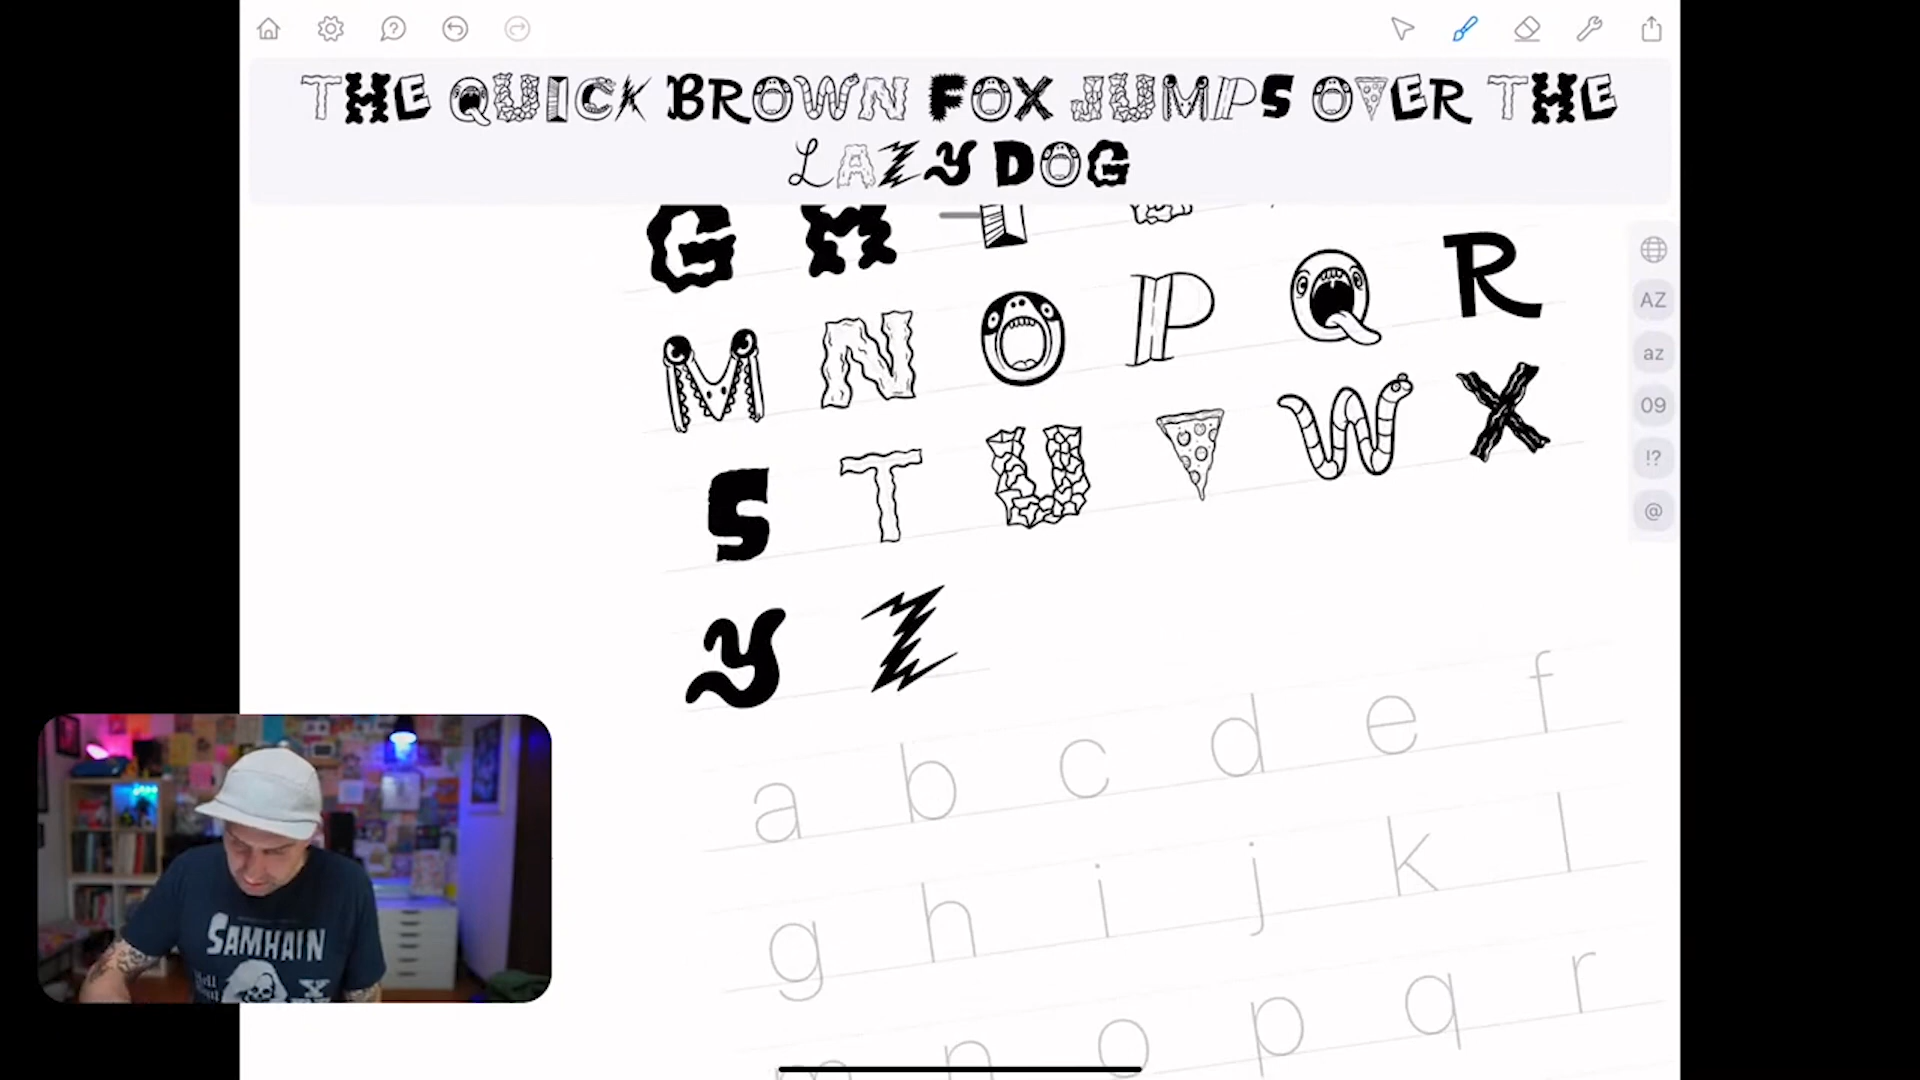 THE QUICK BROWN FOX JUMPS OVER THE
LAZY DOG
G H I
M N O P Q R
S T U V W X
Y Z
a b c d e f
g h i j k l
m n o p q r
AZ
az
09
!?
@
SAMHAIN